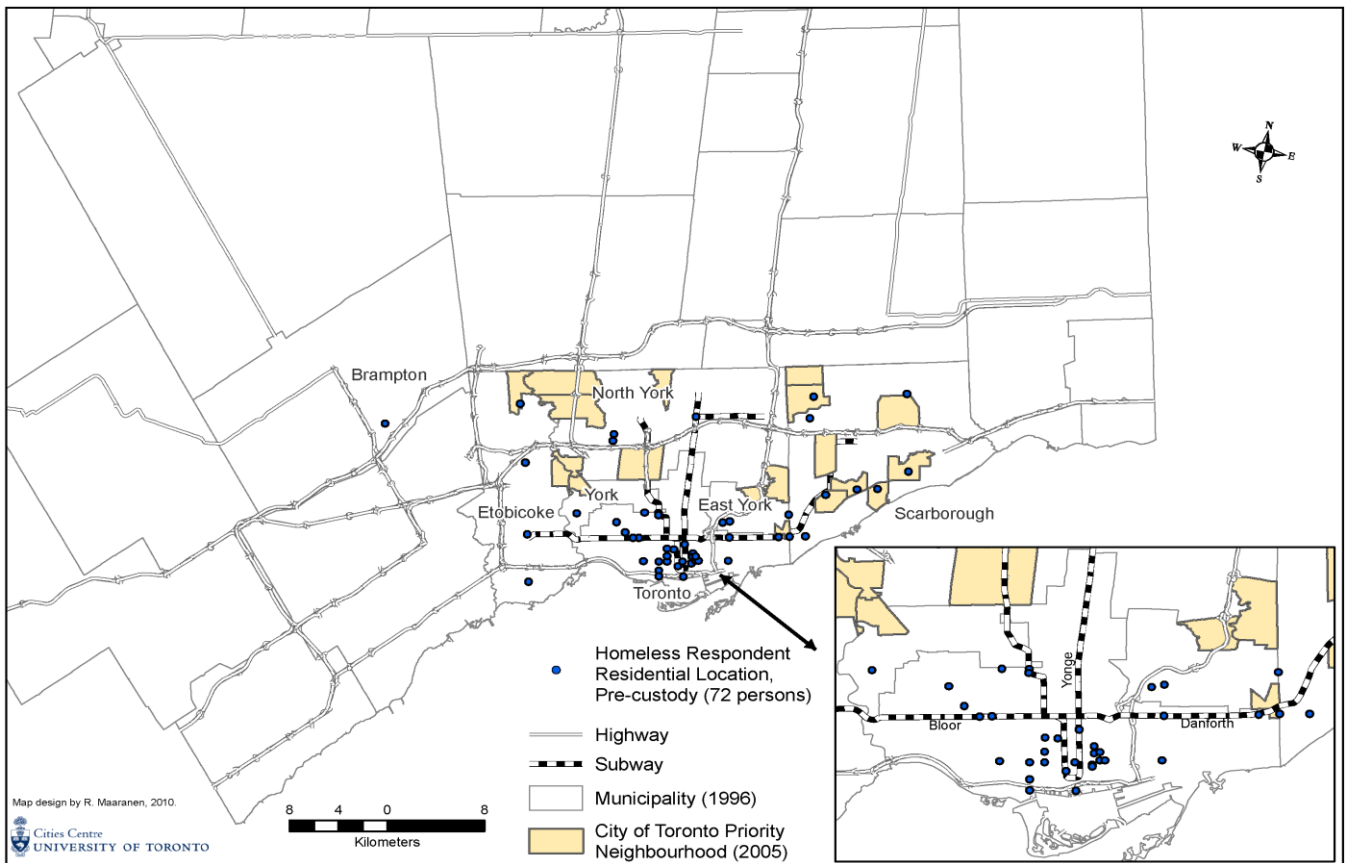 N
W
E
S
Brampton
North York
York
East York
Etobicoke
Scarborough
Toronto
Homeless Respondent
Residential Location,
Pre-custody (72 persons)
Highway
Subway
Municipality (1996)
City of Toronto Priority
Neighbourhood (2005)
Yonge
Bloor
Danforth
Map design by R. Maaranen, 2010.
Cities Centre
UNIVERSITY OF TORONTO
8 4 0 8
Kilometers